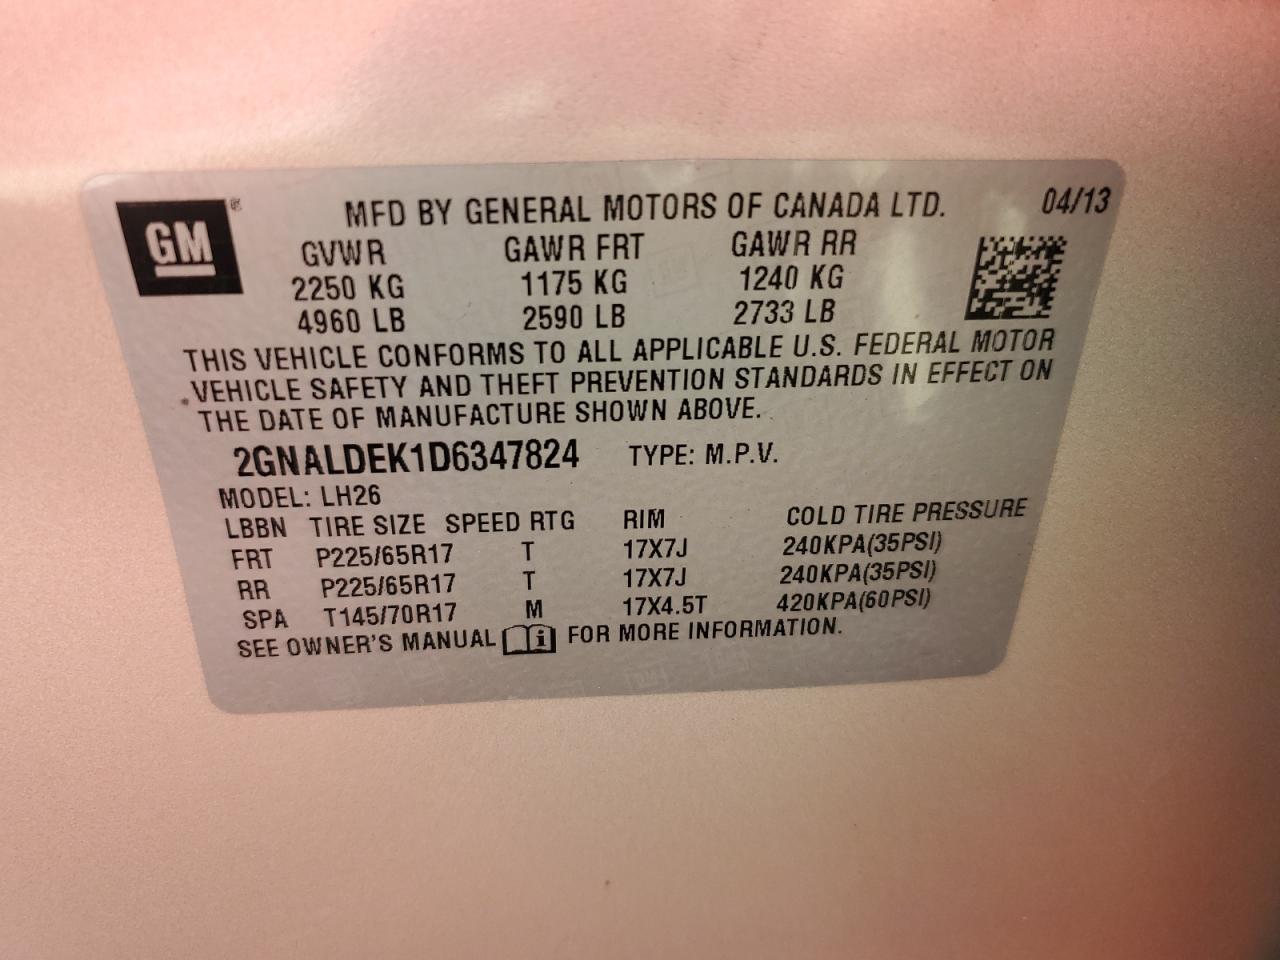 GM ®
MFD BY GENERAL MOTORS OF CANADA LTD. 04/13
GVWR GAWR FRT GAWR RR
2250 KG 1175 KG 1240 KG
4960 LB 2590 LB 2733 LB
THIS VEHICLE CONFORMS TO ALL APPLICABLE U.S. FEDERAL MOTOR
VEHICLE SAFETY AND THEFT PREVENTION STANDARDS IN EFFECT ON
THE DATE OF MANUFACTURE SHOWN ABOVE.
2GNALDEK1D6347824 TYPE: M.P.V.
MODEL: LH26
LBBN TIRE SIZE SPEED RTG RIM COLD TIRE PRESSURE
FRT P225/65R17 T 17X7J 240KPA(35PSI)
RR P225/65R17 T 17X7J 240KPA(35PSI)
SPA T145/70R17 M 17X4.5T 420KPA(60PSI)
SEE OWNER'S MANUAL i FOR MORE INFORMATION.